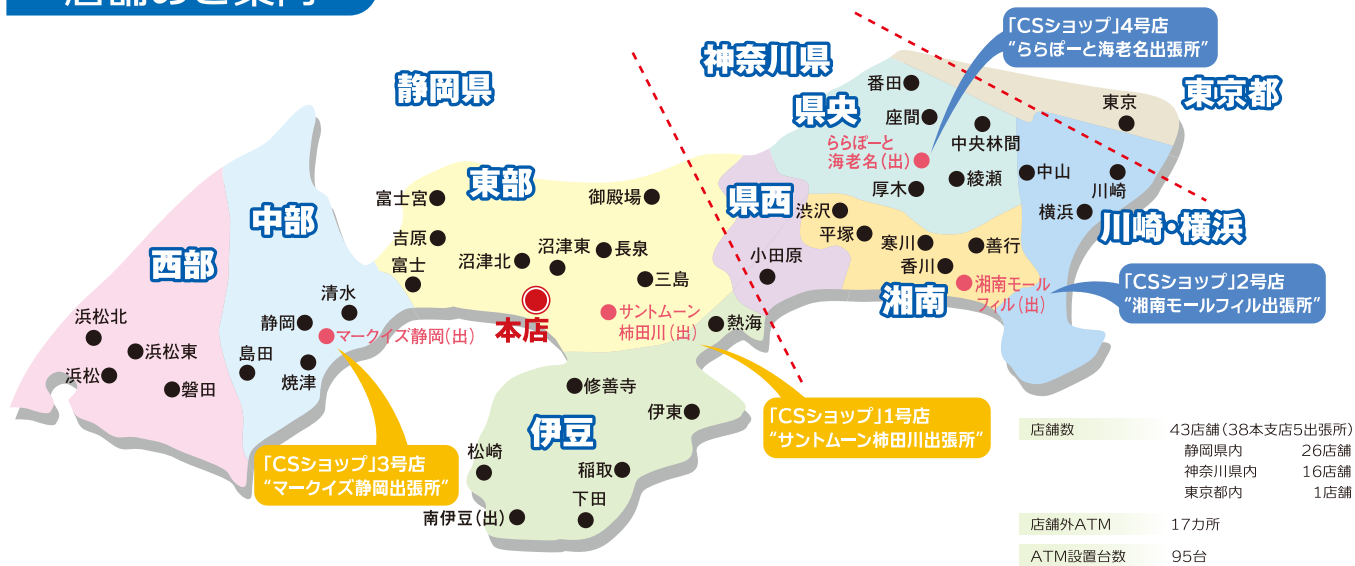 店舗のご案内
静岡県
神奈川県
東京都
西部
中部
東部
伊豆
県西
県央
湘南
川崎・横浜
浜松北
浜松東
浜松
磐田
清水
静岡
マークイズ静岡(出)
島田
焼津
富士宮
吉原
富士
御殿場
沼津東
長泉
沼津北
三島
本店
サントムーン
柿田川(出)
熱海
修善寺
伊東
松崎
稲取
下田
南伊豆(出)
小田原
番田
座間
中央林間
ららぽーと
海老名(出)
綾瀬
厚木
渋沢
平塚
寒川
善行
香川
湘南モール
フィル(出)
東京
中山
川崎
横浜
「CSショップ」4号店
“ららぽーと海老名出張所”
「CSショップ」2号店
“湘南モールフィル出張所”
「CSショップ」1号店
“サントムーン柿田川出張所”
「CSショップ」3号店
“マークイズ静岡出張所”
店舗数 43店舗(38本支店5出張所)
静岡県内 26店舗
神奈川県内 16店舗
東京都内 1店舗
店舗外ATM 17カ所
ATM設置台数 95台